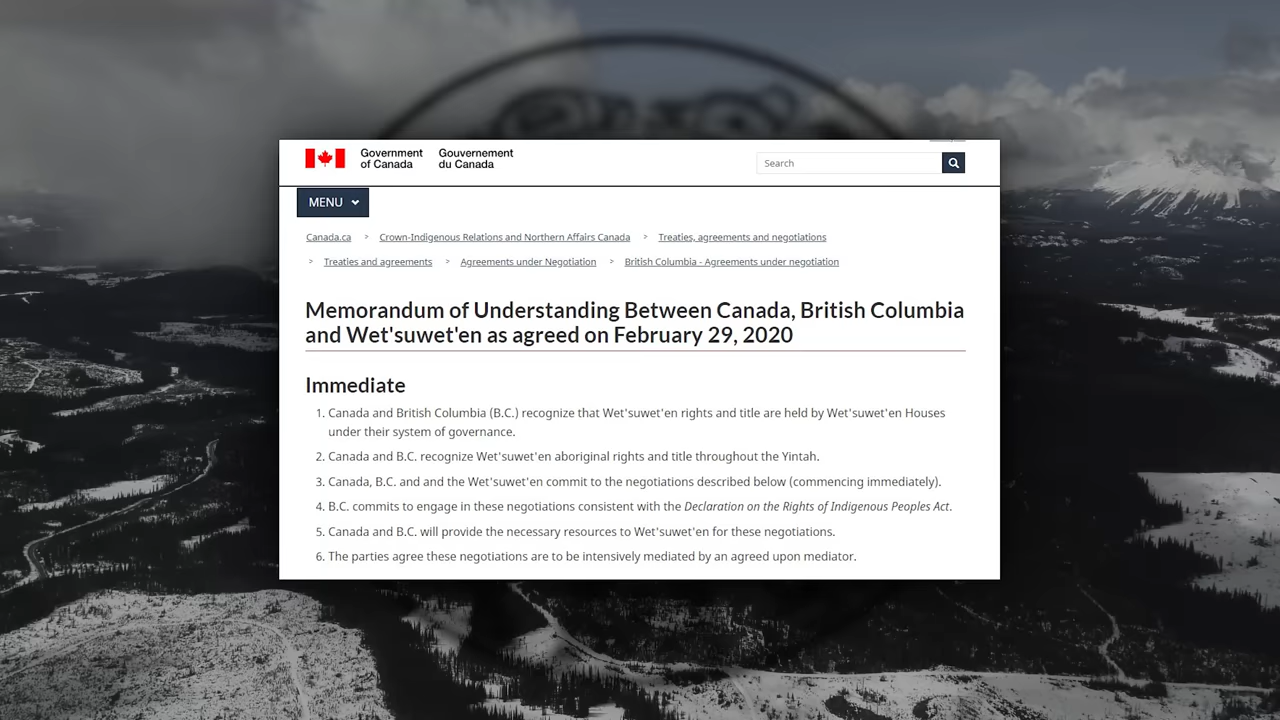 Government of Canada
Gouvernement du Canada
Search
MENU
Canada.ca > Crown-Indigenous Relations and Northern Affairs Canada > Treaties, agreements and negotiations
> Treaties and agreements > Agreements under Negotiation > British Columbia - Agreements under negotiation
Memorandum of Understanding Between Canada, British Columbia
and Wet'suwet'en as agreed on February 29, 2020
Immediate
1. Canada and British Columbia (B.C.) recognize that Wet'suwet'en rights and title are held by Wet'suwet'en Houses
under their system of governance.
2. Canada and B.C. recognize Wet'suwet'en aboriginal rights and title throughout the Yintah.
3. Canada, B.C. and and the Wet'suwet'en commit to the negotiations described below (commencing immediately).
4. B.C. commits to engage in these negotiations consistent with the Declaration on the Rights of Indigenous Peoples Act.
5. Canada and B.C. will provide the necessary resources to Wet'suwet'en for these negotiations.
6. The parties agree these negotiations are to be intensively mediated by an agreed upon mediator.